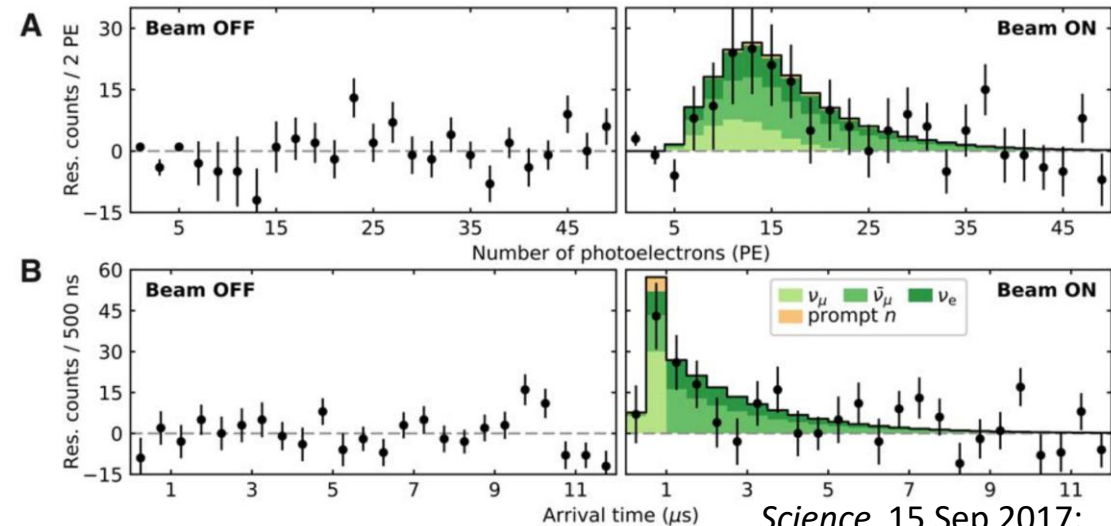 A
Beam OFF
Beam ON
Res. counts / 2 PE
30
15
0
−15
5
15
25
35
45
5
15
25
35
45
Number of photoelectrons (PE)
B
Beam OFF
Beam ON
Res. counts / 500 ns
60
45
30
15
0
−15
νμ ν̄μ νe
prompt n
1
3
5
7
9
11
1
3
5
7
9
11
Arrival time (μs)
Science 15 Sep 2017: